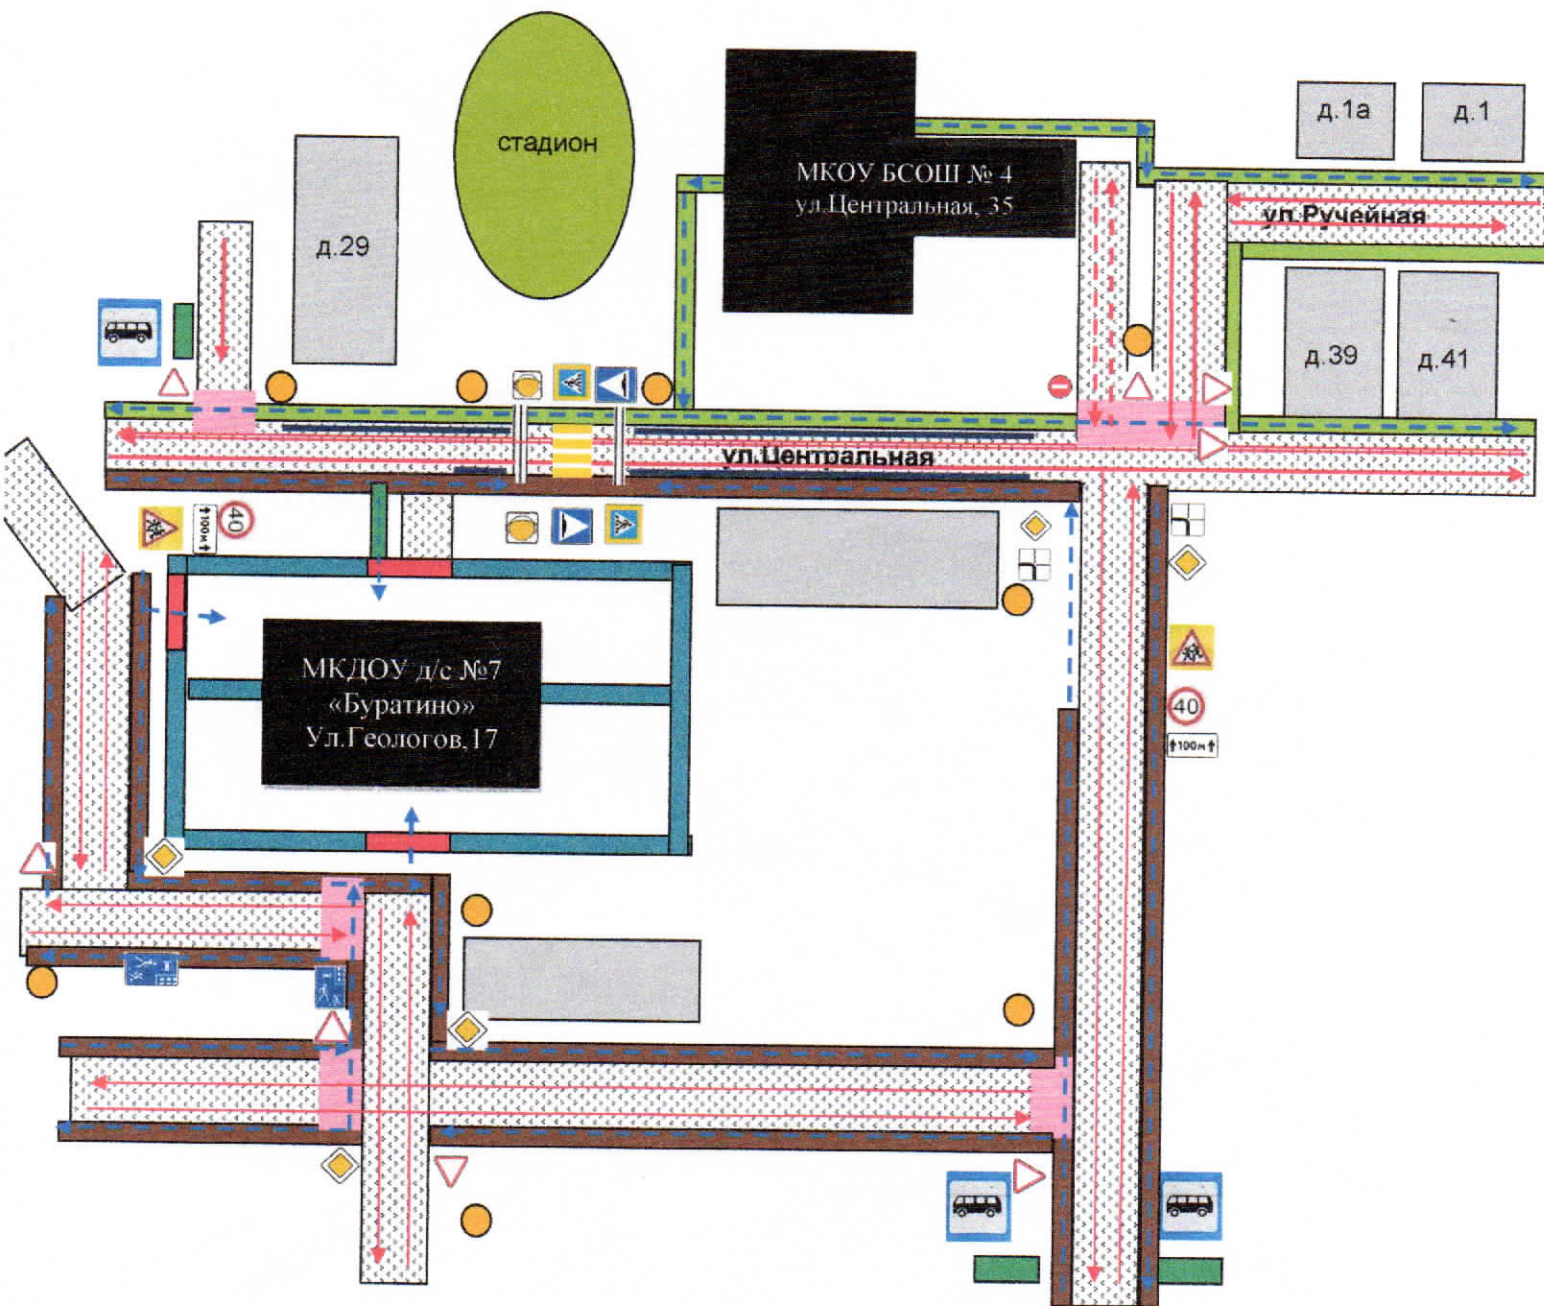 стадион
д.1а
д.1
МКОУ БСОШ № 4
ул.Центральная, 35
ул.Ручейная
д.29
д.39
д.41
ул.Центральная
100м
40
МКДОУ д/с №7
«Буратино»
Ул.Геологов,17
40
100м